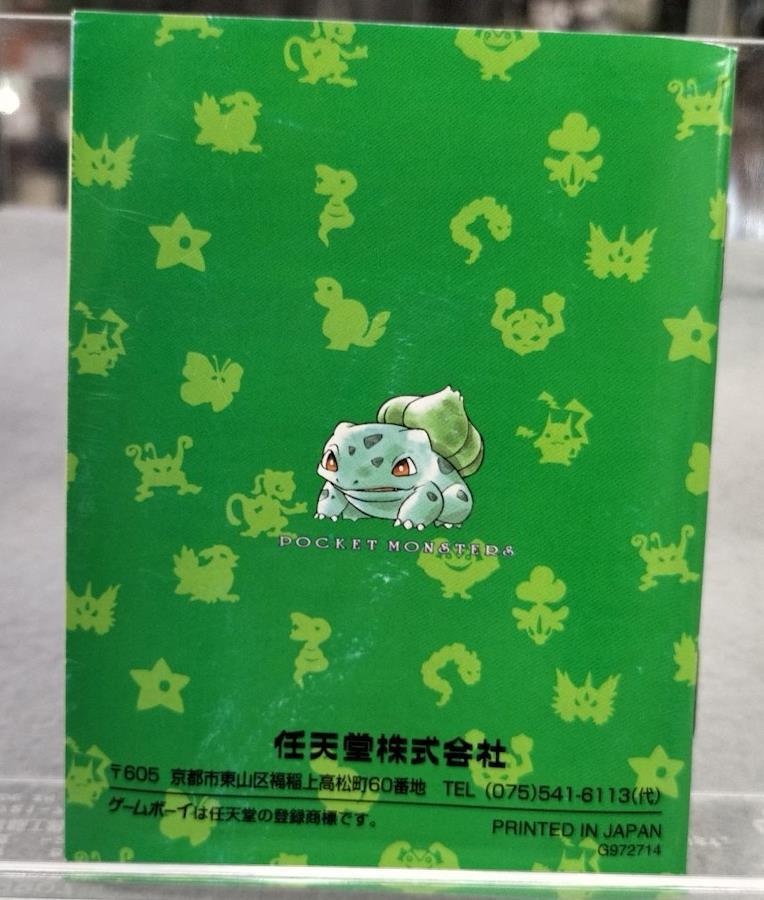 POCKET MONSTERS
任天堂株式会社
〒605 京都市東山区福稲上高松町60番地 TEL (075)541-6113(代)
ゲームボーイは任天堂の登録商標です。
PRINTED IN JAPAN
G972714